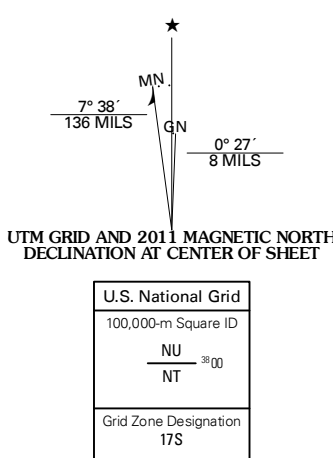 ★
MN
7° 38´
136 MILS
GN
0° 27´
8 MILS
UTM GRID AND 2011 MAGNETIC NORTH
DECLINATION AT CENTER OF SHEET
U.S. National Grid
100,000-m Square ID
NU
3800
NT
Grid Zone Designation
17S